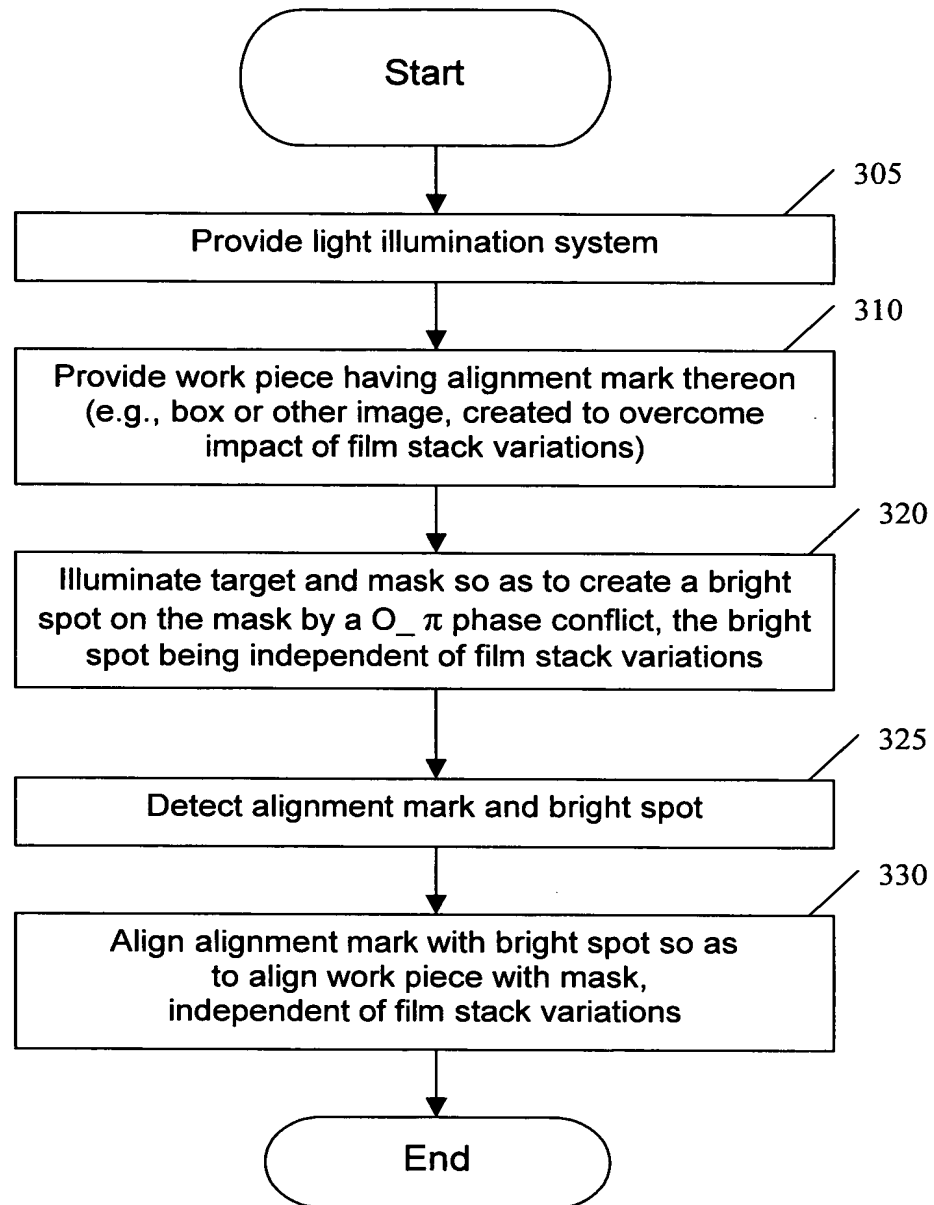 Start
305
Provide light illumination system
310
Provide work piece having alignment mark thereon
(e.g., box or other image, created to overcome
impact of film stack variations)
320
Illuminate target and mask so as to create a bright
spot on the mask by a O_ π phase conflict, the bright
spot being independent of film stack variations
325
Detect alignment mark and bright spot
330
Align alignment mark with bright spot so as
to align work piece with mask,
independent of film stack variations
End